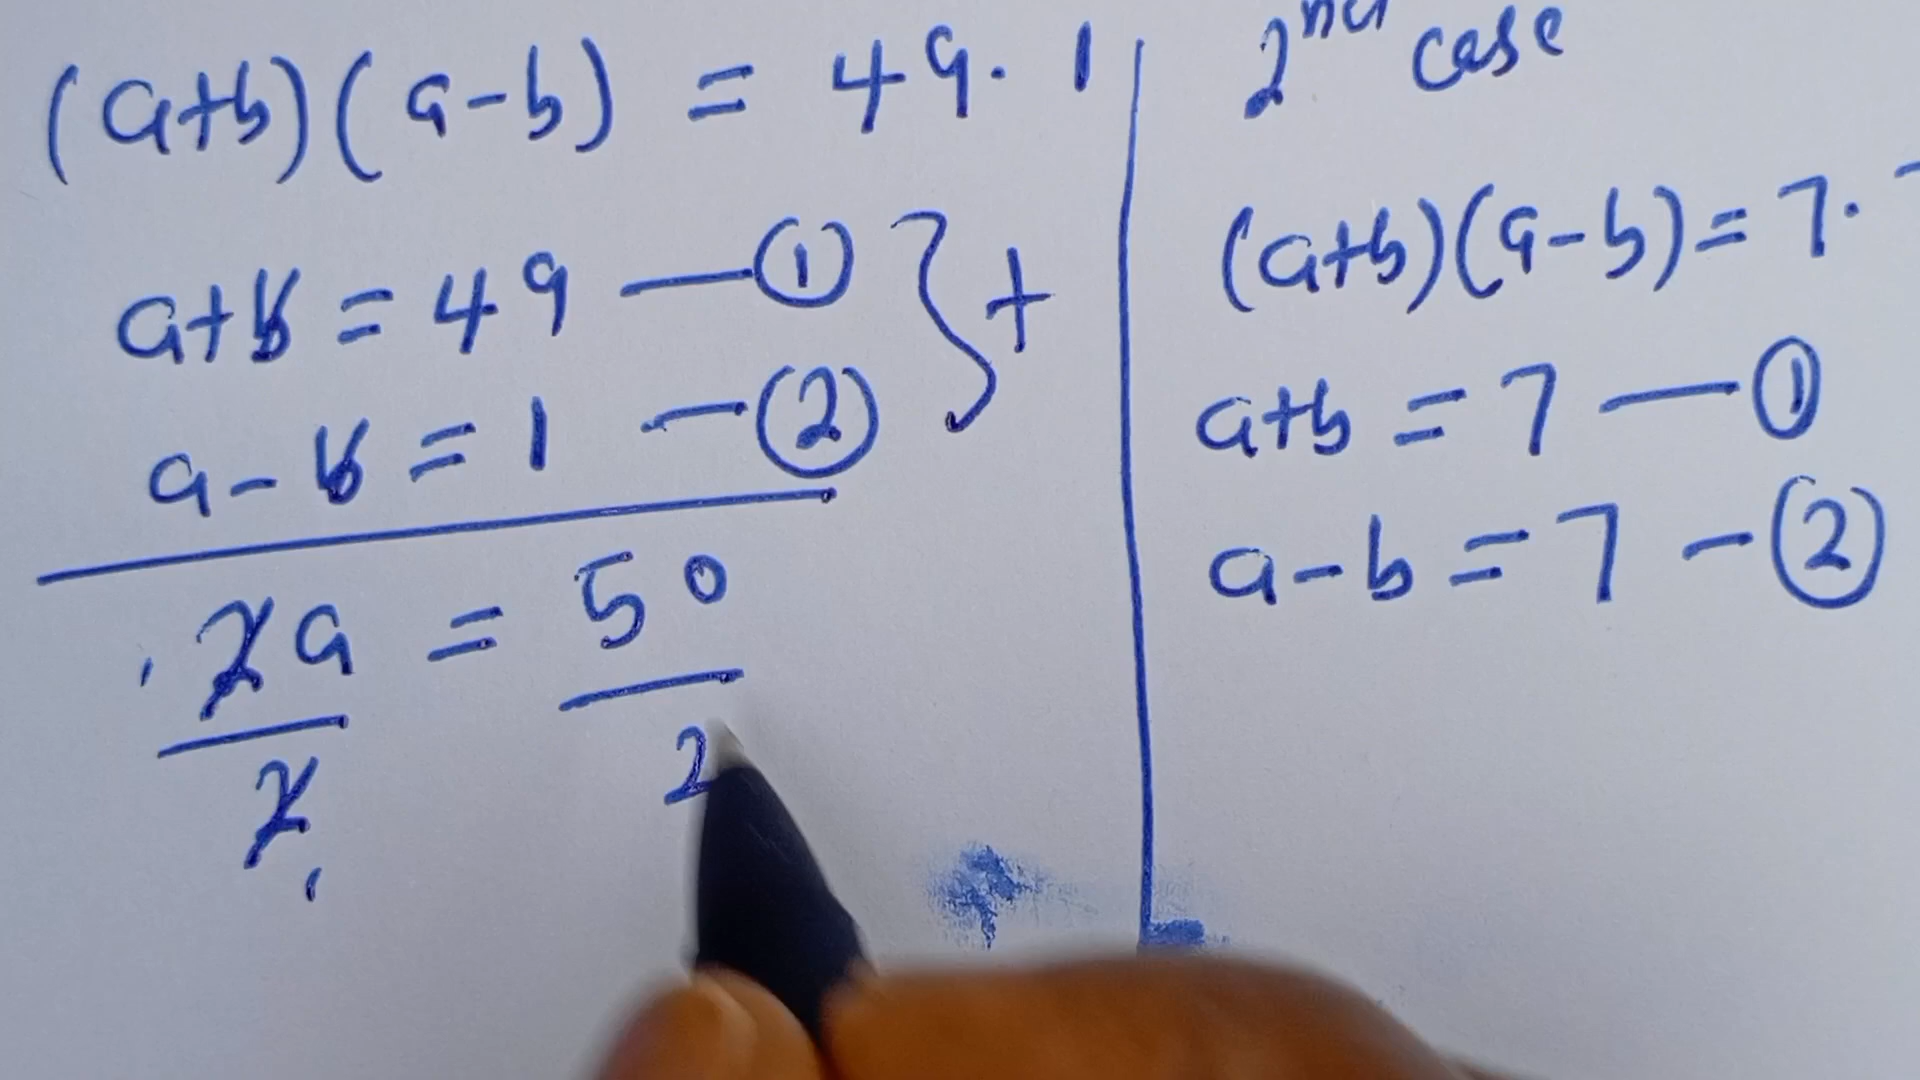 (a+b)(a-b) = 49. 1
a+b = 49 — ①
a-b = 1 — ②
+
2a = 50
2 2
2nd case
(a+b)(a-b) = 7.
a+b = 7 — ①
a-b = 7 — ②